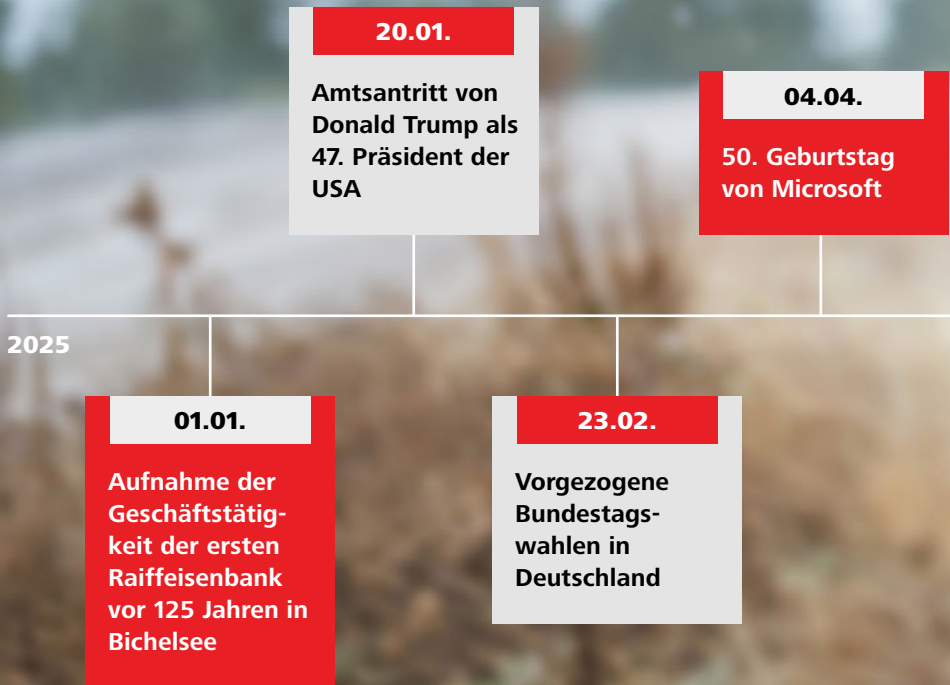 20.01.
Amtsantritt von
Donald Trump als
47. Präsident der
USA
04.04.
50. Geburtstag
von Microsoft
2025
01.01.
Aufnahme der
Geschäftstätig-
keit der ersten
Raiffeisenbank
vor 125 Jahren in
Bichelsee
23.02.
Vorgezogene
Bundestags-
wahlen in
Deutschland